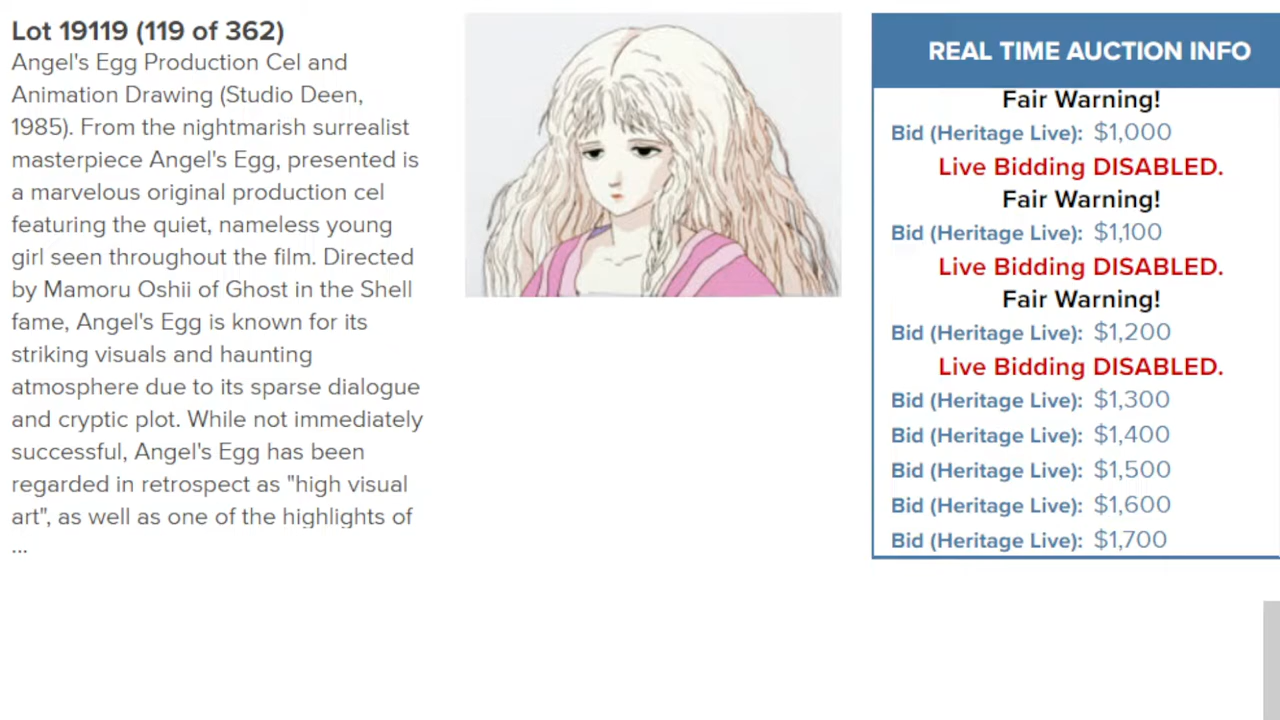 Lot 19119 (119 of 362)
Angel's Egg Production Cel and
Animation Drawing (Studio Deen,
1985). From the nightmarish surrealist
masterpiece Angel's Egg, presented is
a marvelous original production cel
featuring the quiet, nameless young
girl seen throughout the film. Directed
by Mamoru Oshii of Ghost in the Shell
fame, Angel's Egg is known for its
striking visuals and haunting
atmosphere due to its sparse dialogue
and cryptic plot. While not immediately
successful, Angel's Egg has been
regarded in retrospect as "high visual
art", as well as one of the highlights of
...
REAL TIME AUCTION INFO
Fair Warning!
Bid (Heritage Live): $1,000
Live Bidding DISABLED.
Fair Warning!
Bid (Heritage Live): $1,100
Live Bidding DISABLED.
Fair Warning!
Bid (Heritage Live): $1,200
Live Bidding DISABLED.
Bid (Heritage Live): $1,300
Bid (Heritage Live): $1,400
Bid (Heritage Live): $1,500
Bid (Heritage Live): $1,600
Bid (Heritage Live): $1,700